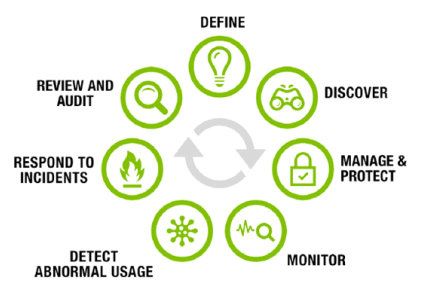 DEFINE
DISCOVER
MANAGE &
PROTECT
MONITOR
DETECT
ABNORMAL USAGE
RESPOND TO
INCIDENTS
REVIEW AND
AUDIT